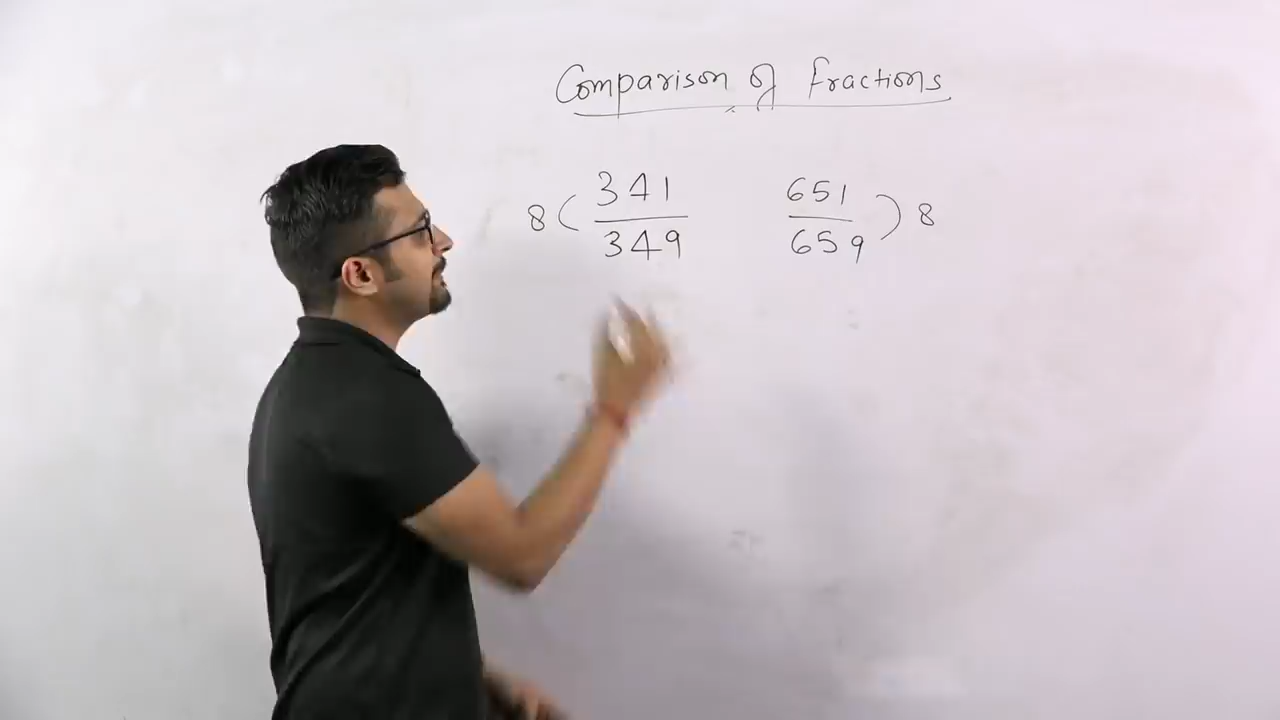 Comparison of fractions
8 ( 341/349 651/659 ) 8